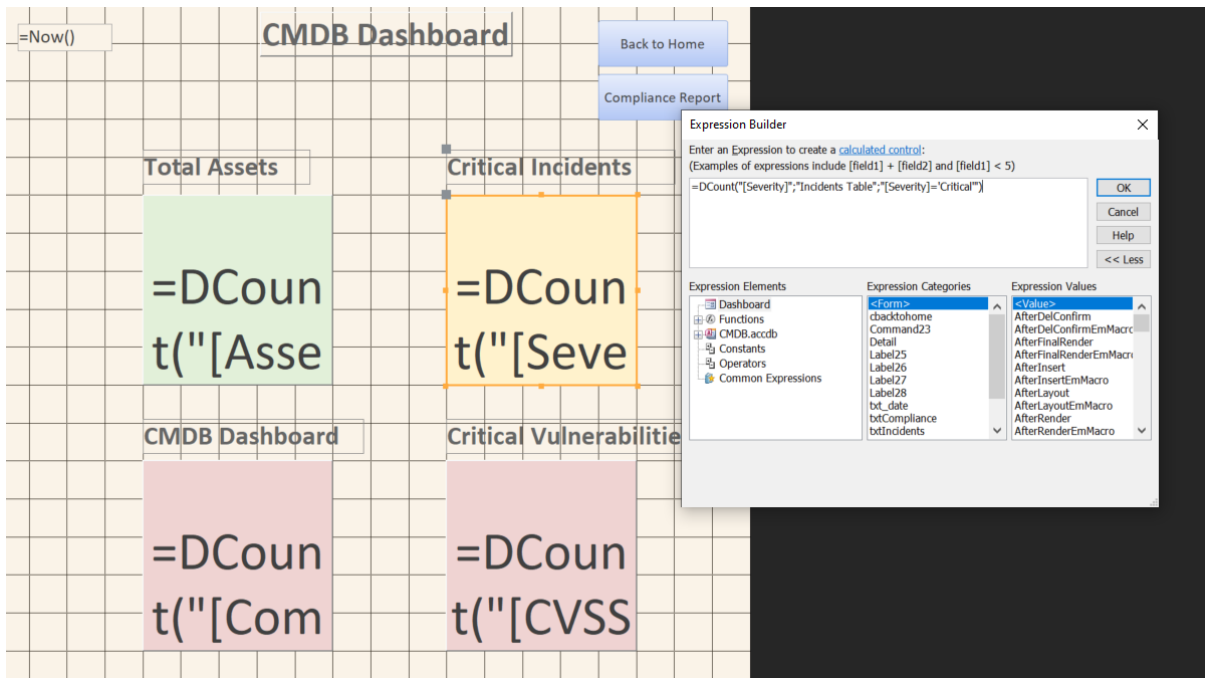 =Now()
CMDB Dashboard
Back to Home
Compliance Report
Total Assets
Critical Incidents
=DCoun
t("[Asse
=DCoun
t("[Seve
CMDB Dashboard
Critical Vulnerabilitie
=DCoun
t("[Com
=DCoun
t("[CVSS
Expression Builder
Enter an Expression to create a calculated control:
(Examples of expressions include [field1] + [field2] and [field1] < 5)
=DCount("[Severity]";"Incidents Table";"[Severity]='Critical'")
OK
Cancel
Help
<< Less
Expression Elements
Dashboard
Functions
CMDB.accdb
Constants
Operators
Common Expressions
Expression Categories
<Form>
cbacktohome
Command23
Detail
Label25
Label26
Label27
Label28
txt_date
txtCompliance
txtIncidents
Expression Values
<Value>
AfterDelConfirm
AfterDelConfirmEmMacro
AfterFinalRender
AfterFinalRenderEmMacro
AfterInsert
AfterInsertEmMacro
AfterLayout
AfterLayoutEmMacro
AfterRender
AfterRenderEmMacro